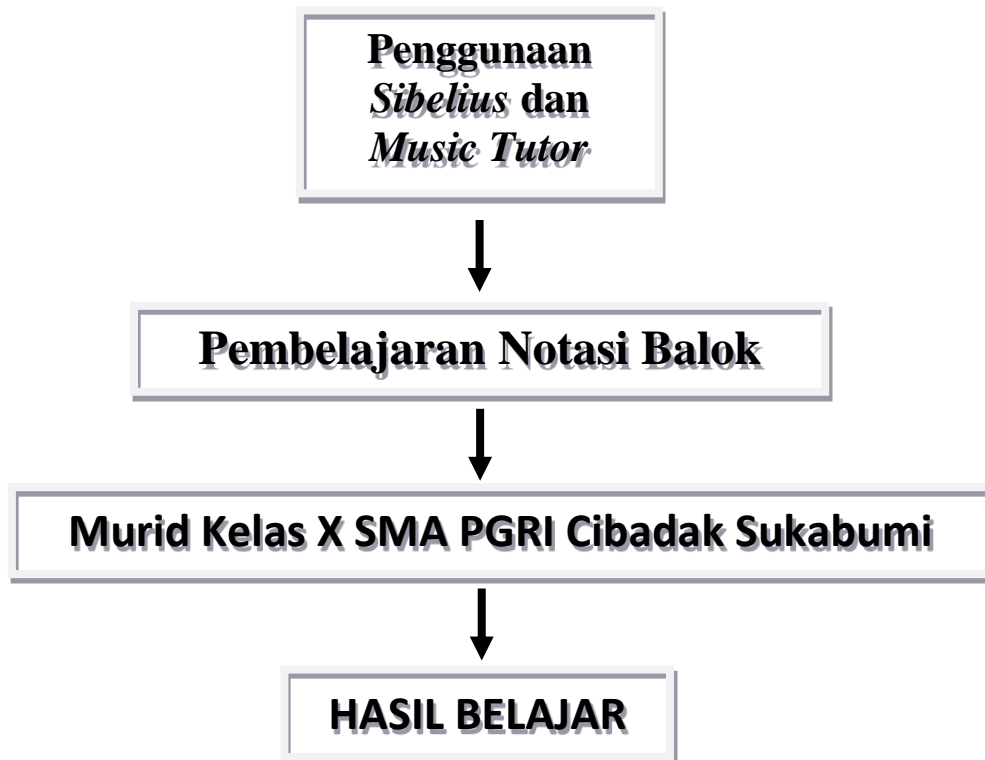 Penggunaan
Sibelius dan
Music Tutor
Pembelajaran Notasi Balok
Murid Kelas X SMA PGRI Cibadak Sukabumi
HASIL BELAJAR